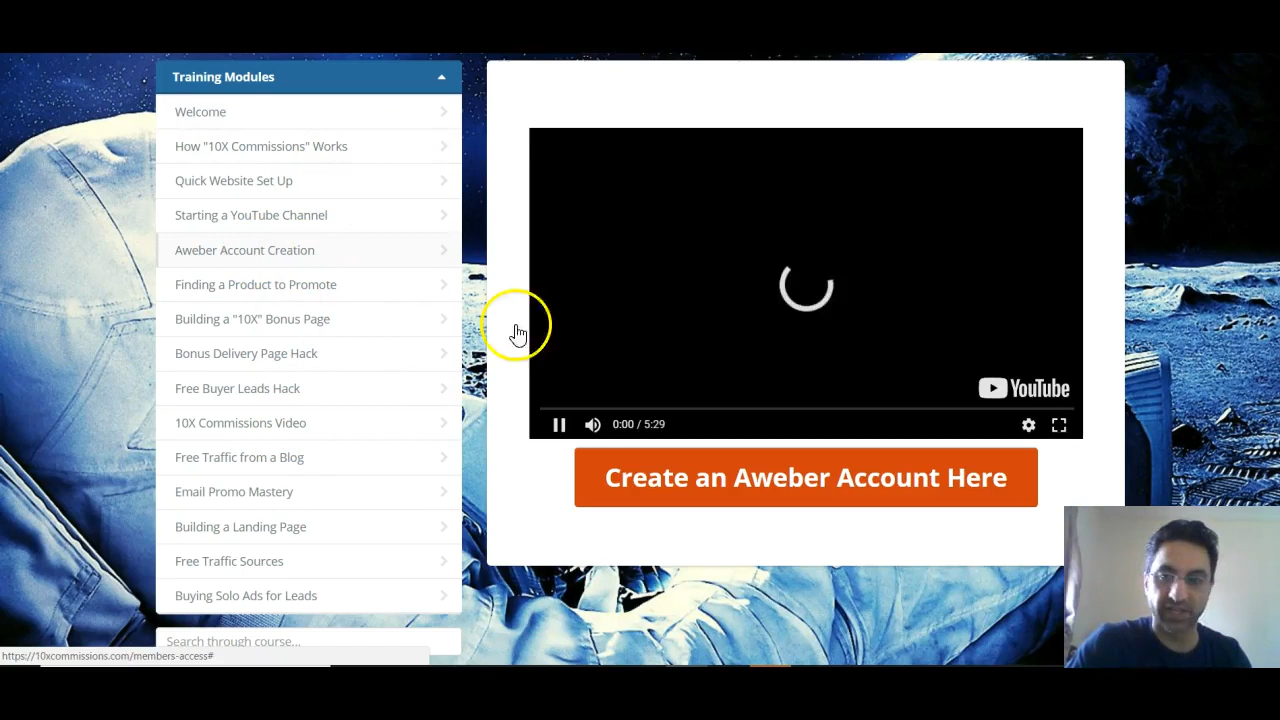 Training Modules
Welcome
How "10X Commissions" Works
Quick Website Set Up
Starting a YouTube Channel
Aweber Account Creation
Finding a Product to Promote
Building a "10X" Bonus Page
Bonus Delivery Page Hack
Free Buyer Leads Hack
10X Commissions Video
Free Traffic from a Blog
Email Promo Mastery
Building a Landing Page
Free Traffic Sources
Buying Solo Ads for Leads
Search through course...
https://10xcommissions.com/members-access#
YouTube
0:00 / 5:29
Create an Aweber Account Here